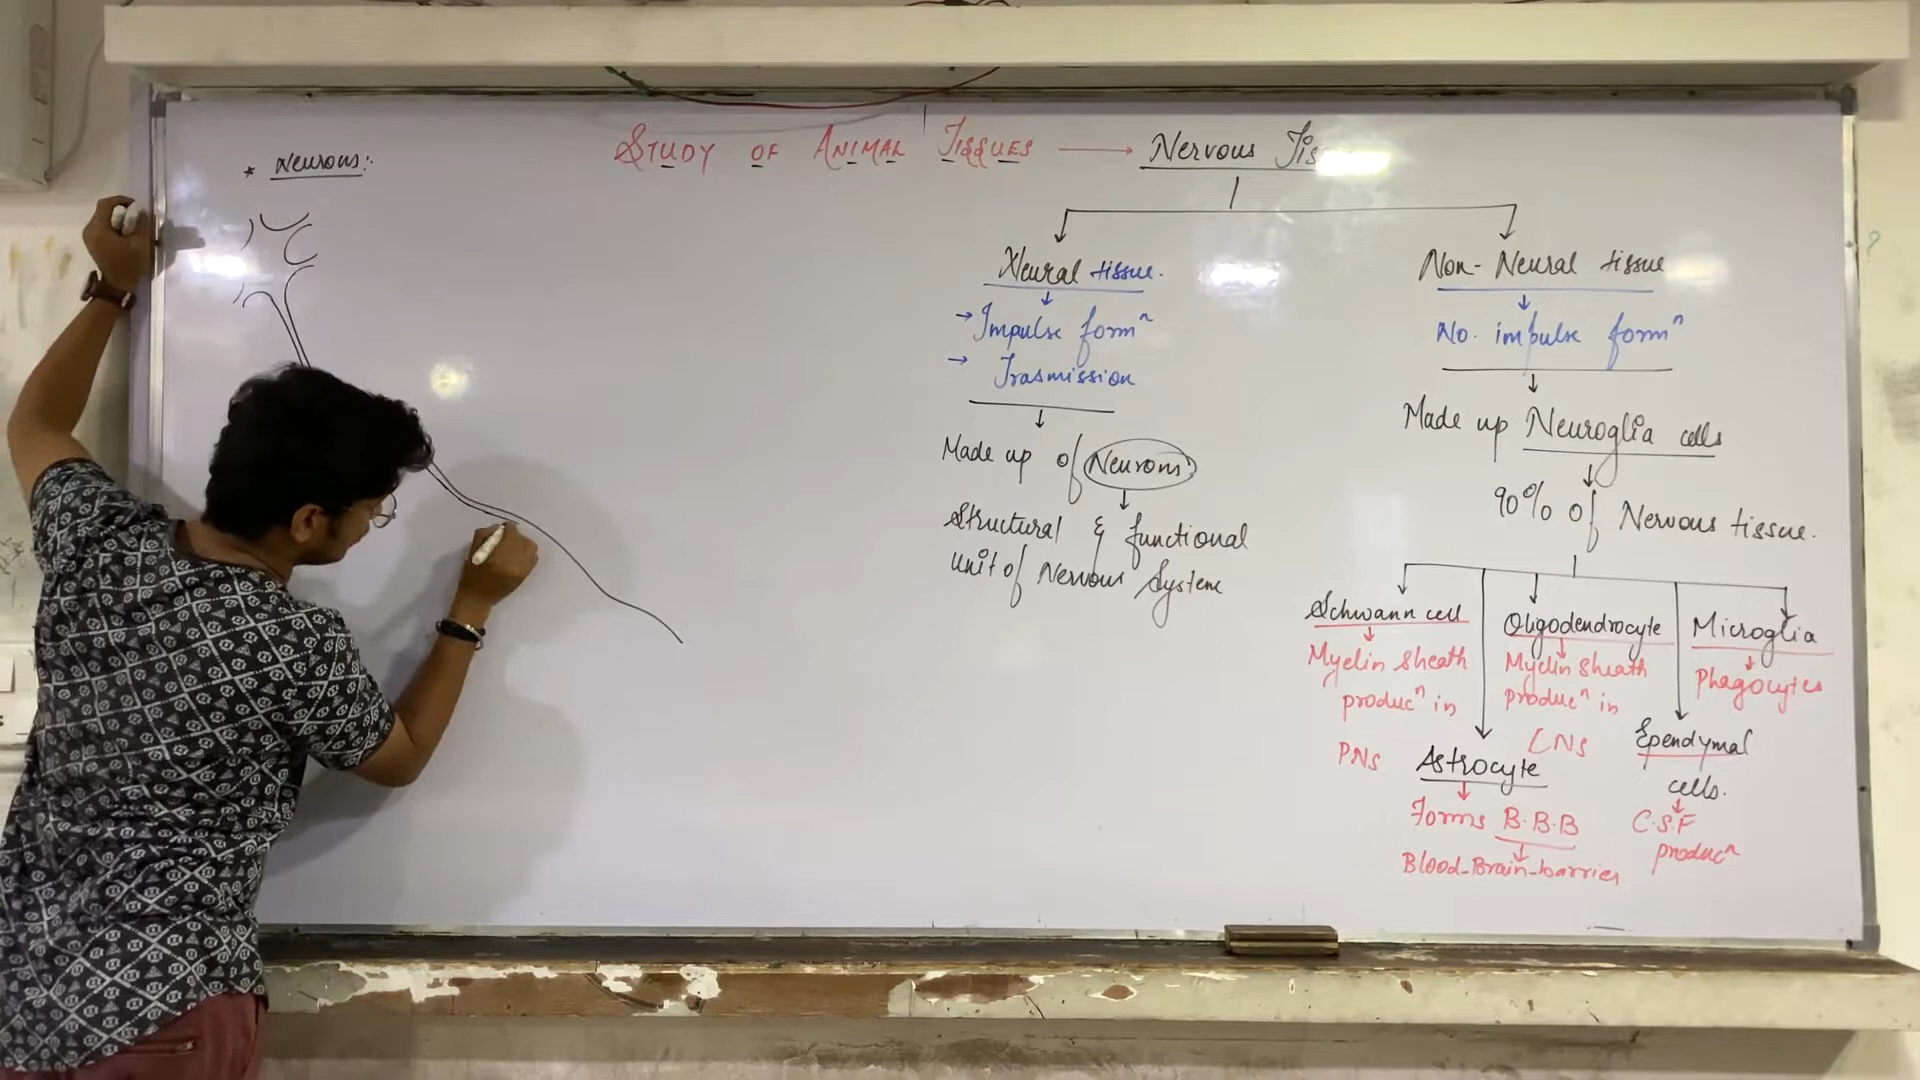 * Neurons:
STUDY OF ANIMAL TISSUES → Nervous Tis
Neural tissue.
→ Impulse formⁿ
→ Trasmission
Made up of Neurons
Structural & functional
unit of Nervous System
Non-Neural tissue
No. impulse formⁿ
Made up Neuroglia cells
90% of Nervous tissue.
Schwann cell
Myelin sheath
producⁿ in
PNS
Oligodendrocyte
Myelin sheath
producⁿ in
CNS
Microglia
Phagocytes
Astrocyte
Forms B.B.B
Blood-Brain-barrier
Ependymal
cells.
C.S.F
producⁿ